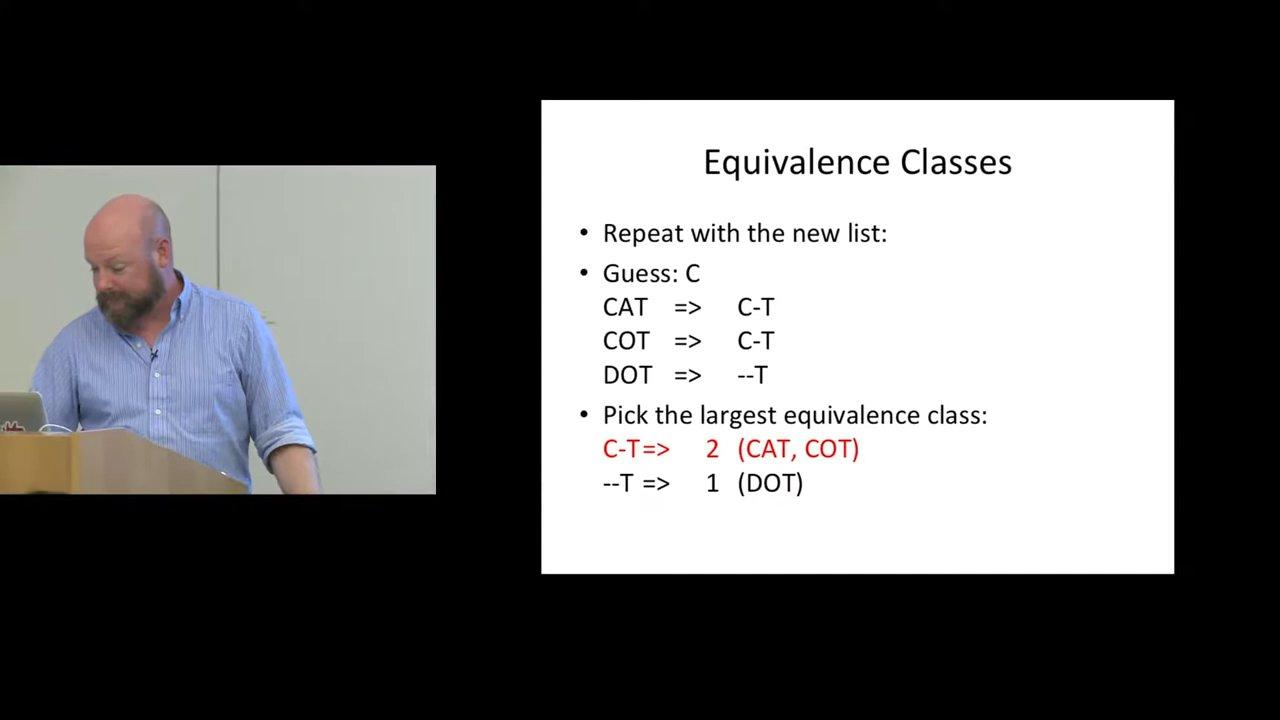 Equivalence Classes
• Repeat with the new list:
• Guess: C
CAT => C-T
COT => C-T
DOT => --T
• Pick the largest equivalence class:
C-T=> 2 (CAT, COT)
--T => 1 (DOT)